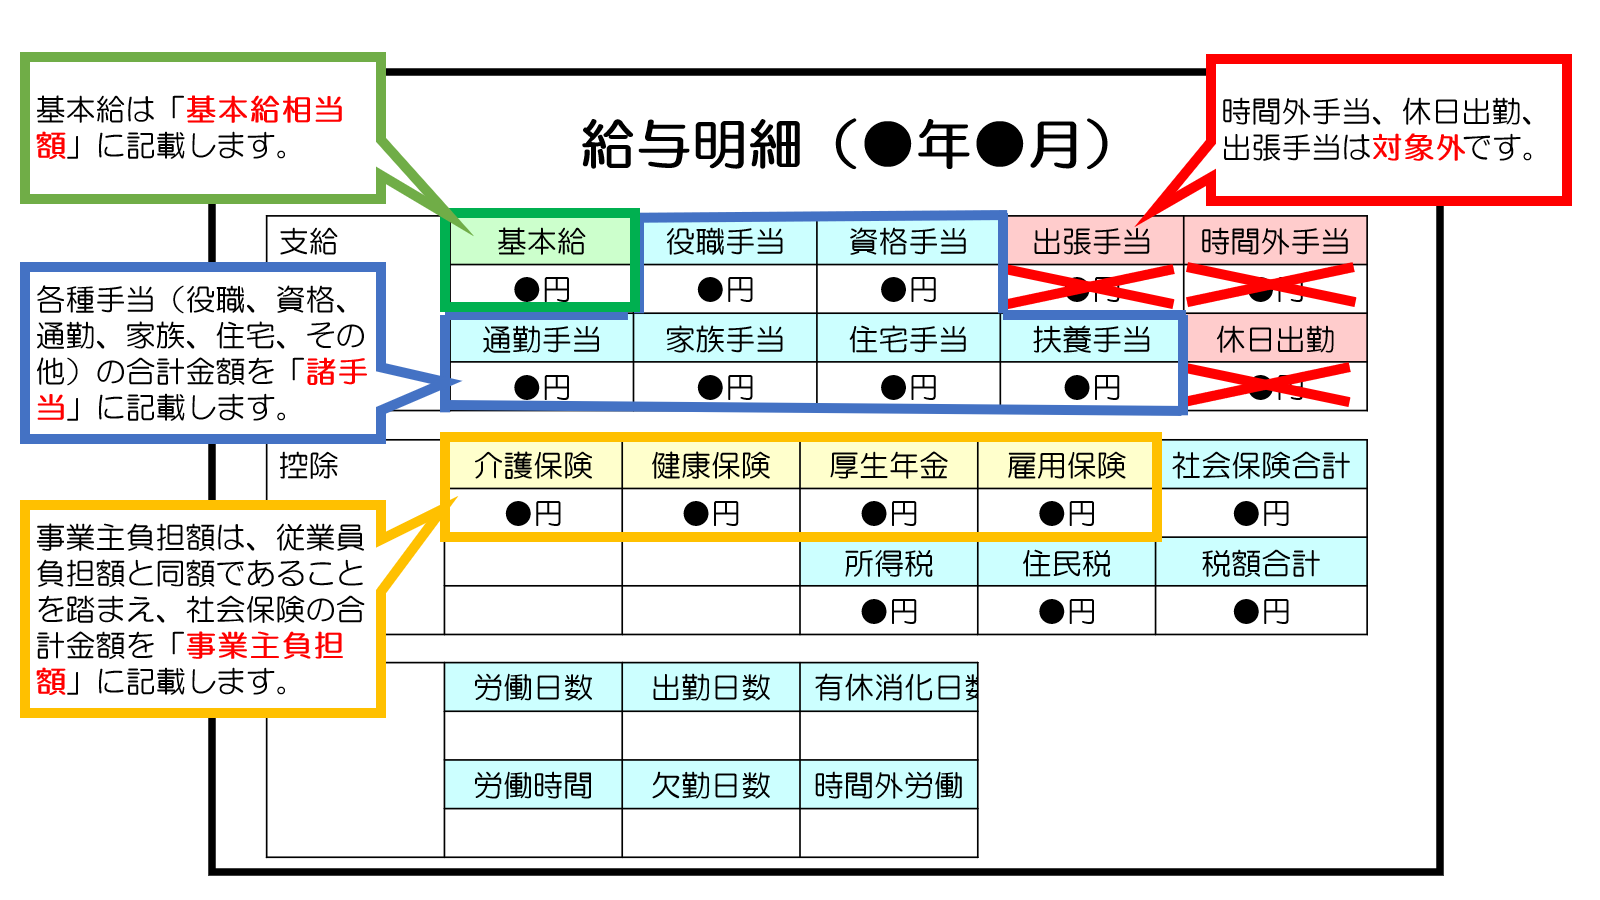 基本給は「基本給相当
額」に記載します。
時間外手当、休日出勤、
出張手当は対象外です。
給与明細（●年●月）
支給
基本給 役職手当 資格手当 出張手当 時間外手当
●円 ●円 ●円 ●円 ●円
各種手当（役職、資格、
通勤、家族、住宅、その
他）の合計金額を「諸手
当」に記載します。
通勤手当 家族手当 住宅手当 扶養手当 休日出勤
●円 ●円 ●円 ●円 ●円
控除
介護保険 健康保険 厚生年金 雇用保険 社会保険合計
●円 ●円 ●円 ●円 ●円
事業主負担額は、従業員
負担額と同額であること
を踏まえ、社会保険の合
計金額を「事業主負担
額」に記載します。
所得税 住民税 税額合計
●円 ●円 ●円
労働日数 出勤日数 有休消化日数
労働時間 欠勤日数 時間外労働